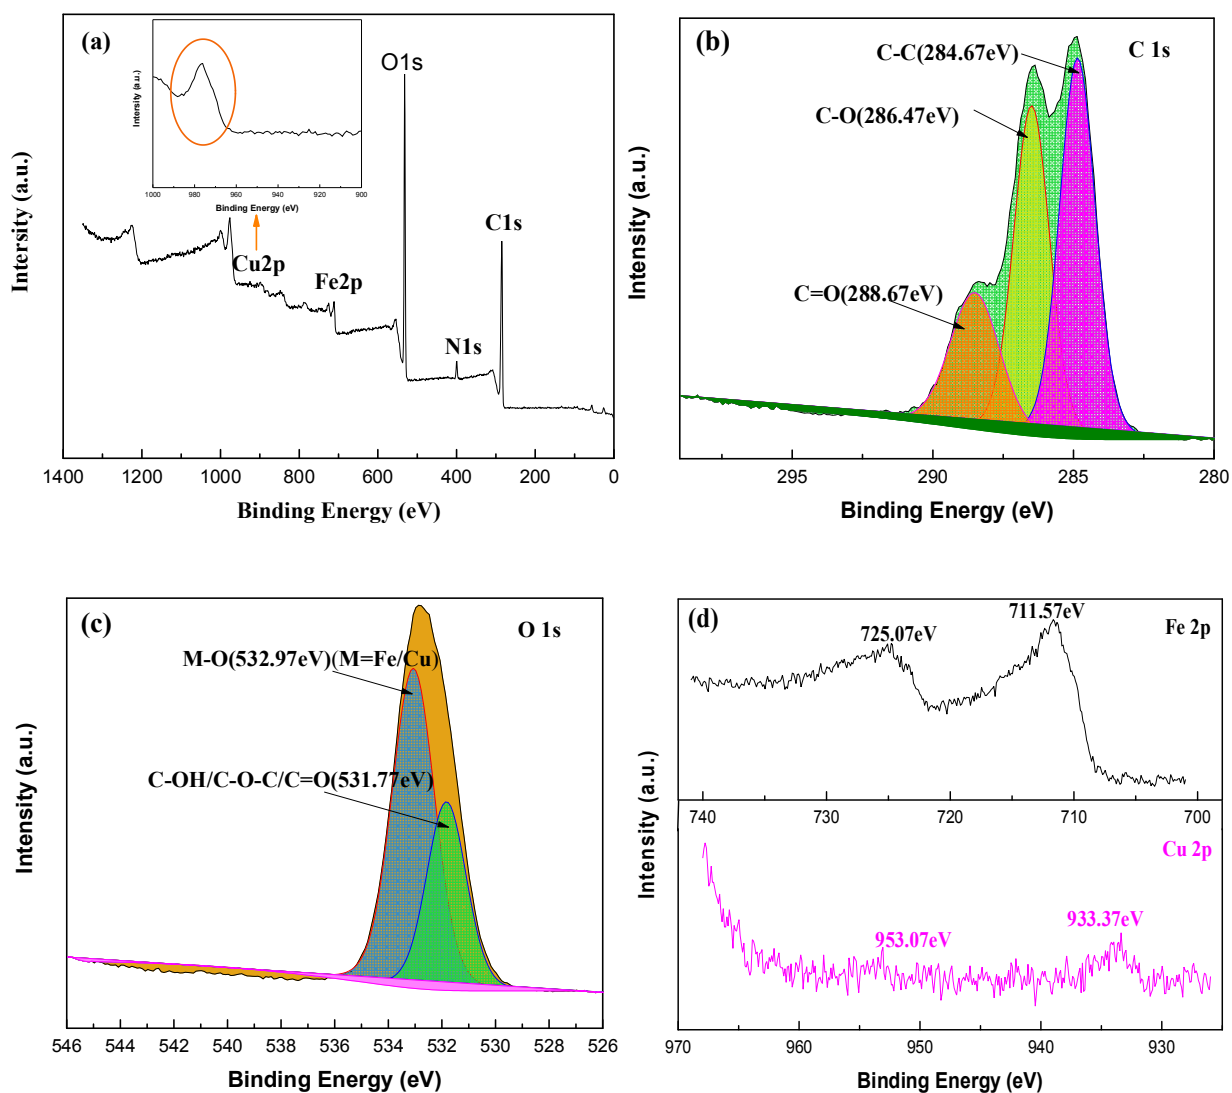 (a)
Intersity (a.u.)
1000 980 960 940 920 900
Binding Energy (eV)
O1s
C1s
Cu2p
Fe2p
N1s
Intersity (a.u.)
1400 1200 1000 800 600 400 200 0
Binding Energy (eV)
(b)
C 1s
C-C(284.67eV)
C-O(286.47eV)
C=O(288.67eV)
Intensity (a.u.)
295 290 285 280
Binding Energy (eV)
(c)
O 1s
M-O(532.97eV)(M=Fe/Cu)
C-OH/C-O-C/C=O(531.77eV)
Intensity (a.u.)
546 544 542 540 538 536 534 532 530 528 526
Binding Energy (eV)
(d)
711.57eV
725.07eV
Fe 2p
740 730 720 710 700
Cu 2p
953.07eV
933.37eV
Intensity (a.u.)
970 960 950 940 930
Binding Energy (eV)